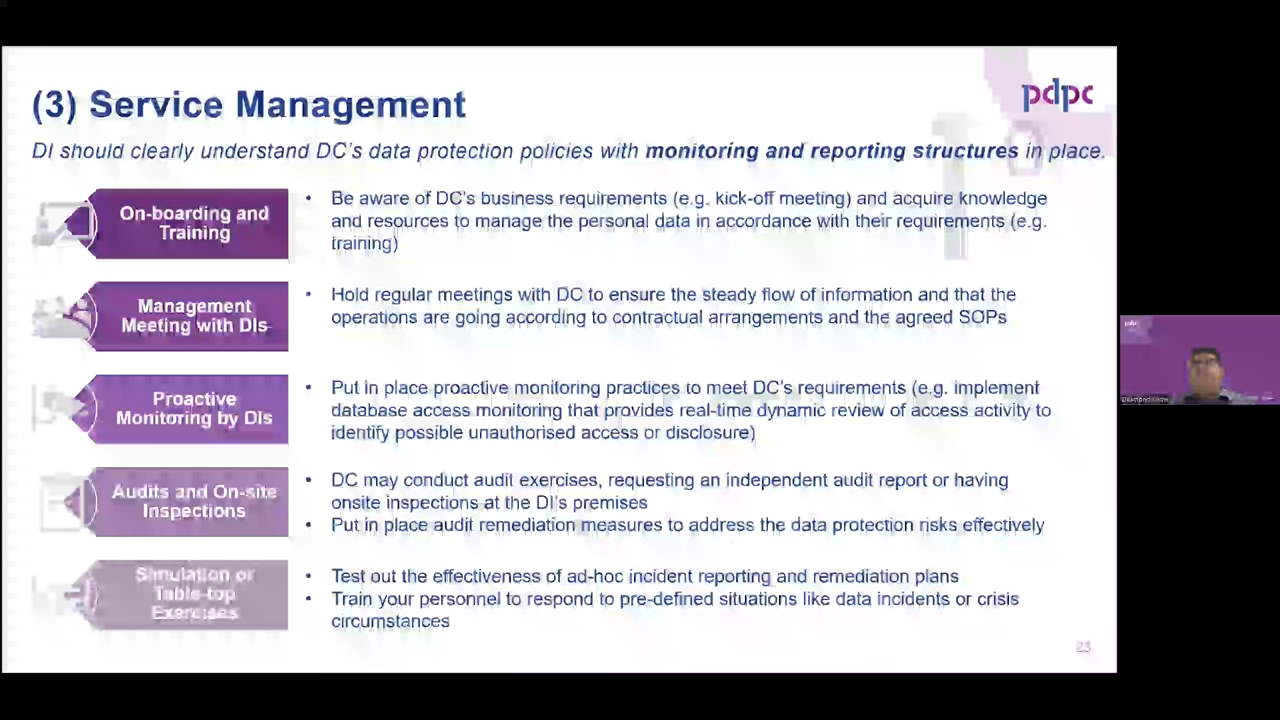 pdpc
(3) Service Management
DI should clearly understand DC's data protection policies with monitoring and reporting structures in place.
On-boarding and
Training
• Be aware of DC's business requirements (e.g. kick-off meeting) and acquire knowledge
and resources to manage the personal data in accordance with their requirements (e.g.
training)
Management
Meeting with DIs
• Hold regular meetings with DC to ensure the steady flow of information and that the
operations are going according to contractual arrangements and the agreed SOPs
Proactive
Monitoring by DIs
• Put in place proactive monitoring practices to meet DC's requirements (e.g. implement
database access monitoring that provides real-time dynamic review of access activity to
identify possible unauthorised access or disclosure)
Audits and On-site
Inspections
• DC may conduct audit exercises, requesting an independent audit report or having
onsite inspections at the DI's premises
• Put in place audit remediation measures to address the data protection risks effectively
Simulation or
Table-top
Exercises
• Test out the effectiveness of ad-hoc incident reporting and remediation plans
• Train your personnel to respond to pre-defined situations like data incidents or crisis
circumstances
23
pdpc